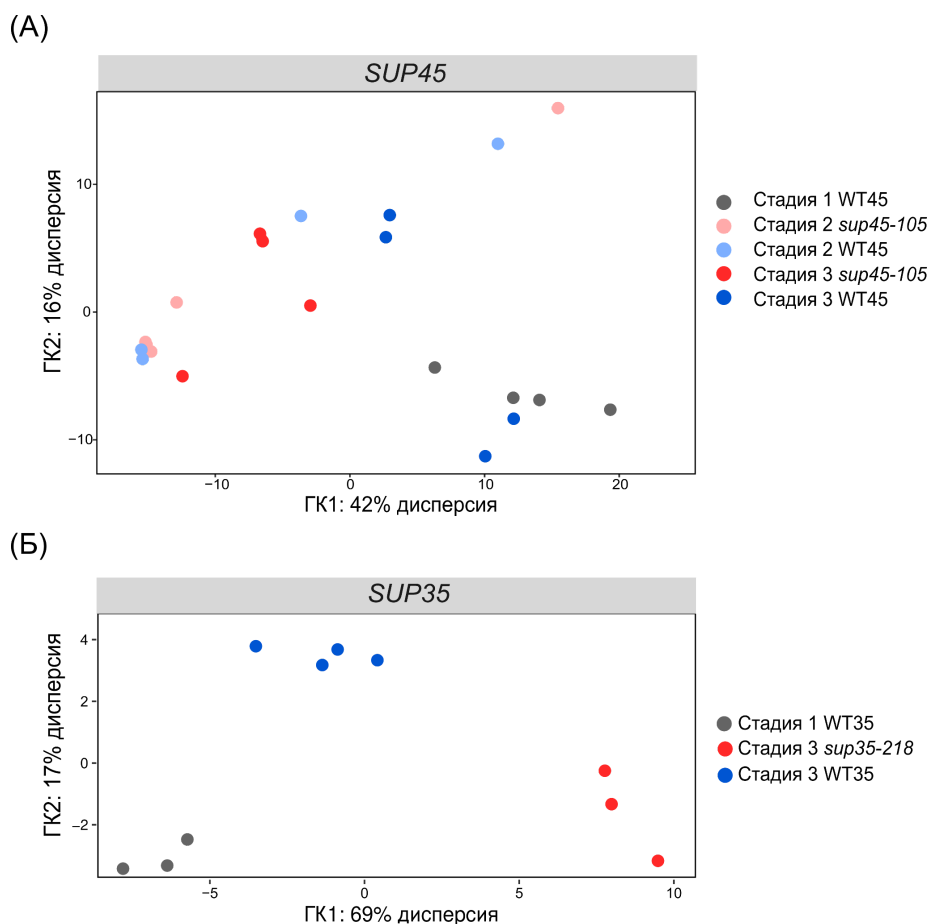 (А)
SUP45
10
0
−10
ГК2: 16% дисперсия
−10
0
10
20
ГК1: 42% дисперсия
Стадия 1 WT45
Стадия 2 sup45-105
Стадия 2 WT45
Стадия 3 sup45-105
Стадия 3 WT45
(Б)
SUP35
4
2
0
−2
ГК2: 17% дисперсия
−5
0
5
10
ГК1: 69% дисперсия
Стадия 1 WT35
Стадия 3 sup35-218
Стадия 3 WT35